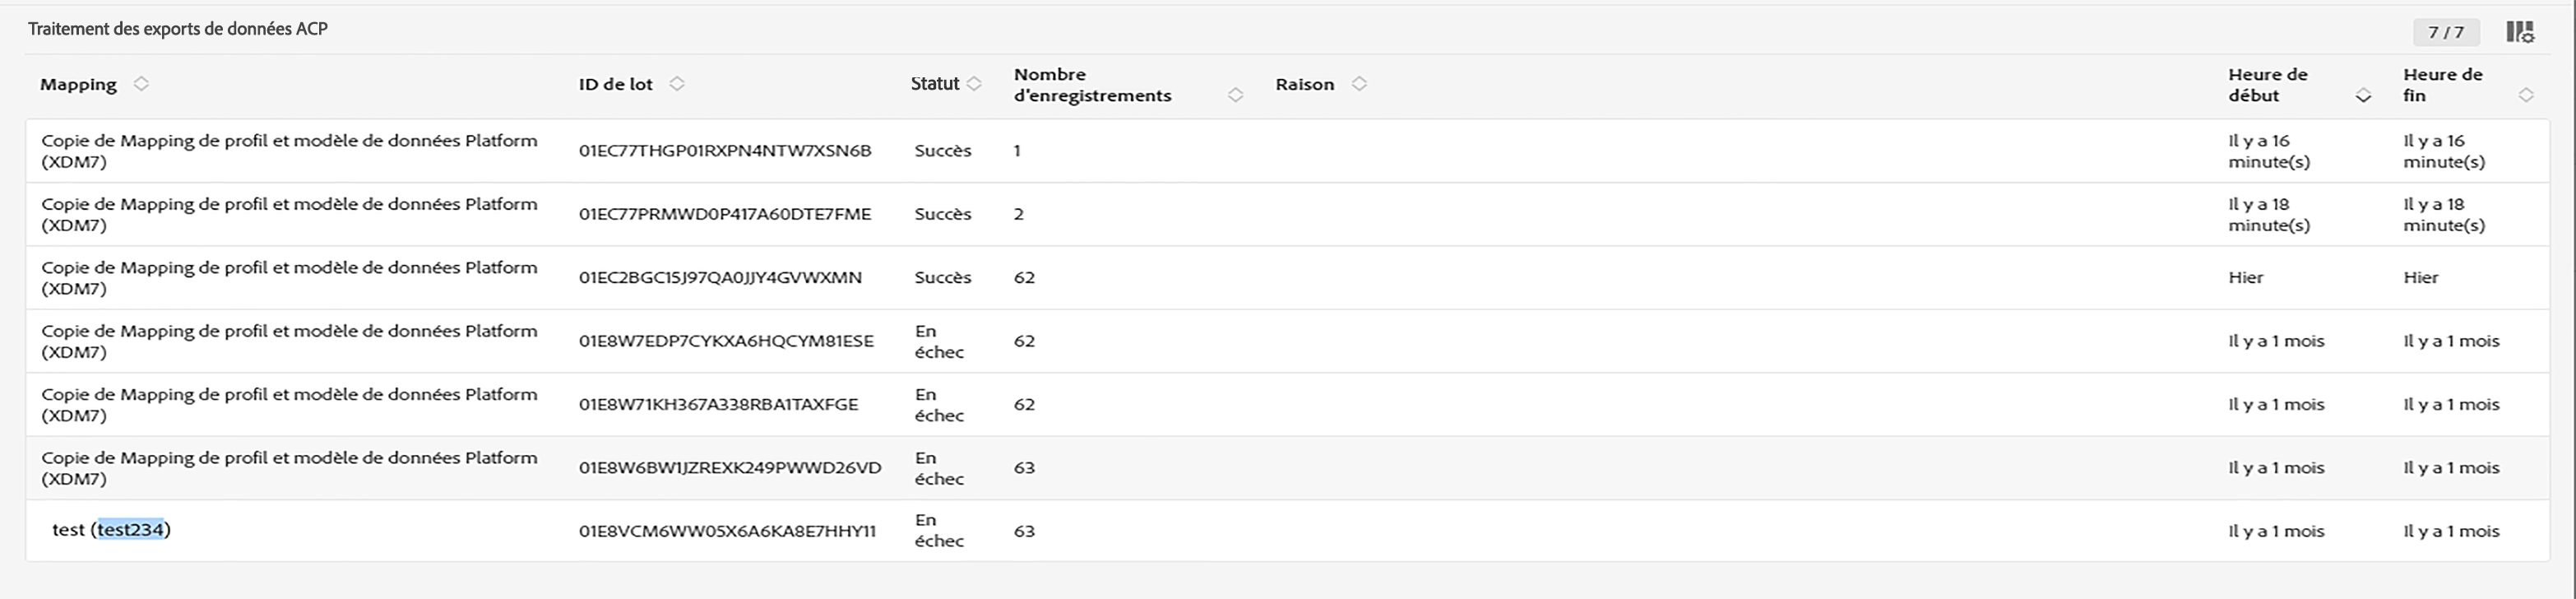 Traitement des exports de données ACP
7 / 7
Mapping ID de lot Statut Nombre d'enregistrements Raison Heure de début Heure de fin
Copie de Mapping de profil et modèle de données Platform (XDM7) 01EC77THGP01RXPN4NTW7XSN6B Succès 1 Il y a 16 minute(s) Il y a 16 minute(s)
Copie de Mapping de profil et modèle de données Platform (XDM7) 01EC77PRMWD0P417A60DTE7FME Succès 2 Il y a 18 minute(s) Il y a 18 minute(s)
Copie de Mapping de profil et modèle de données Platform (XDM7) 01EC2BGC15J97QA0JJY4GVWXMN Succès 62 Hier Hier
Copie de Mapping de profil et modèle de données Platform (XDM7) 01E8W7EDP7CYKXA6HQCYM81ESE En échec 62 Il y a 1 mois Il y a 1 mois
Copie de Mapping de profil et modèle de données Platform (XDM7) 01E8W71KH367A338RBA1TAXFGE En échec 62 Il y a 1 mois Il y a 1 mois
Copie de Mapping de profil et modèle de données Platform (XDM7) 01E8W6BW1JZREXK249PWWD26VD En échec 63 Il y a 1 mois Il y a 1 mois
test (test234) 01E8VCM6WW05X6A6KA8E7HHY11 En échec 63 Il y a 1 mois Il y a 1 mois